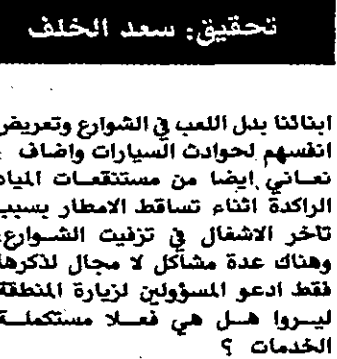 تحقيق: سعد الخلف
ابنائنا بدل اللعب في الشوارع وتعريض
انفسهم لحوادث السيارات واضاف
نعاني ايضا من مستنقعات المياه
الراكدة اثناء تساقط الامطار بسبب
تاخر الاشغال في تزفيت الشوارع،
وهناك عدة مشاكل لا مجال لذكرها
فقط ادعو المسؤولين لزيارة المنطقة
ليروا هل هي فعلا مستكملة
الخدمات ؟